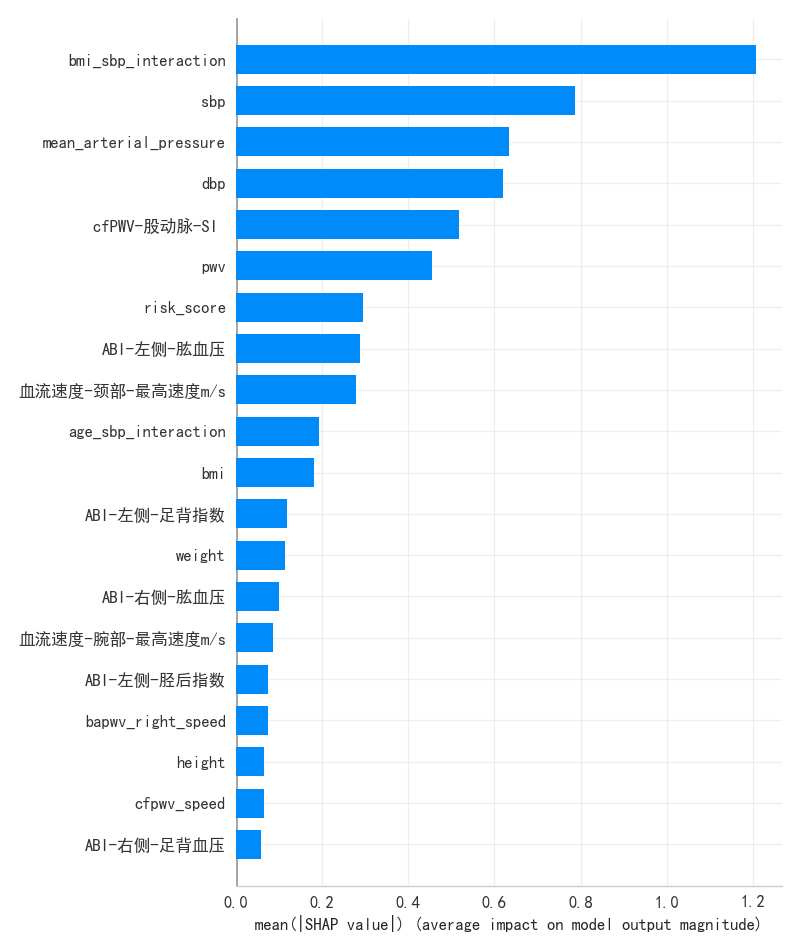 bmi_sbp_interaction
sbp
mean_arterial_pressure
dbp
cfPWV-股动脉-SI
pwv
risk_score
ABI-左侧-肱血压
血流速度-颈部-最高速度m/s
age_sbp_interaction
bmi
ABI-左侧-足背指数
weight
ABI-右侧-肱血压
血流速度-腕部-最高速度m/s
ABI-左侧-胫后指数
bapwv_right_speed
height
cfpwv_speed
ABI-右侧-足背血压
0.0 0.2 0.4 0.6 0.8 1.0 1.2
mean(|SHAP value|) (average impact on model output magnitude)